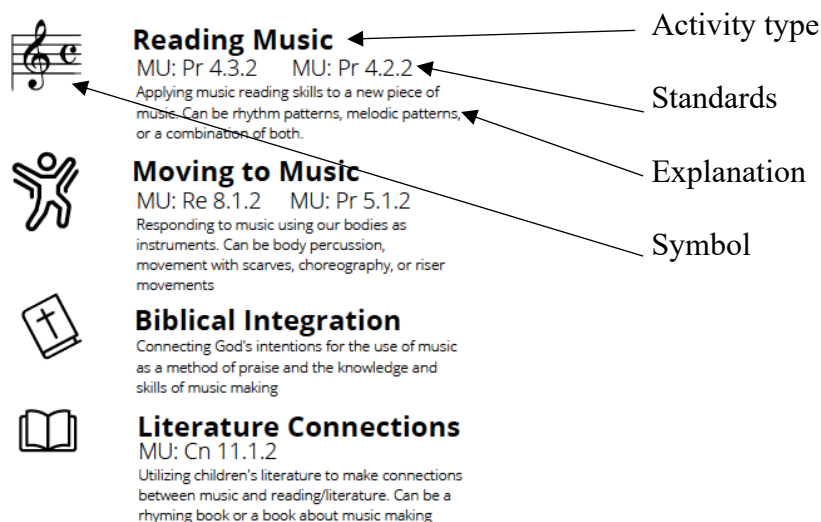 Reading Music
MU: Pr 4.3.2 MU: Pr 4.2.2
Applying music reading skills to a new piece of
music. Can be rhythm patterns, melodic patterns,
or a combination of both.
Moving to Music
MU: Re 8.1.2 MU: Pr 5.1.2
Responding to music using our bodies as
instruments. Can be body percussion,
movement with scarves, choreography, or riser
movements
Biblical Integration
Connecting God's intentions for the use of music
as a method of praise and the knowledge and
skills of music making
Literature Connections
MU: Cn 11.1.2
Utilizing children's literature to make connections
between music and reading/literature. Can be a
rhyming book or a book about music making
Activity type
Standards
Explanation
Symbol